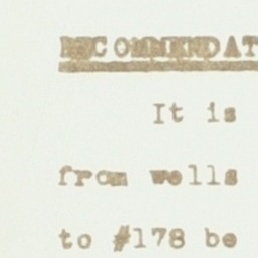 RECOMMENDAT
It is
from wells
to #178 be